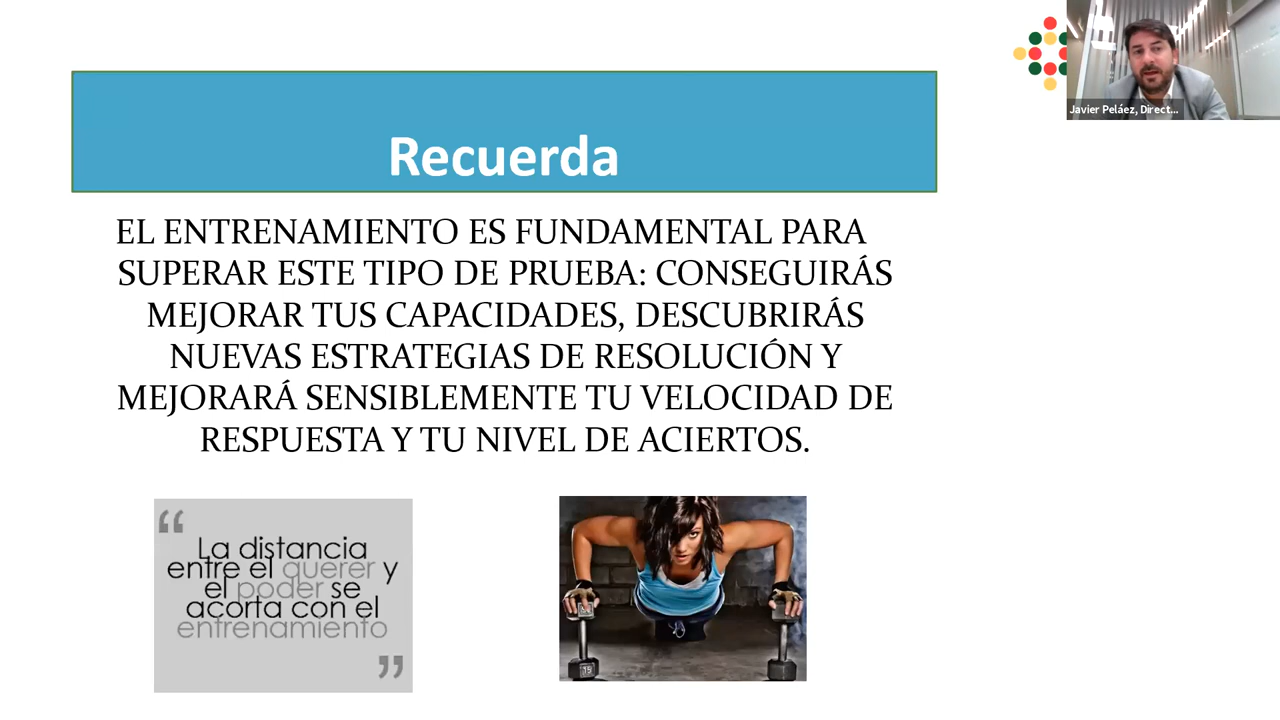 Javier Peláez, Direct...
Recuerda
EL ENTRENAMIENTO ES FUNDAMENTAL PARA
SUPERAR ESTE TIPO DE PRUEBA: CONSEGUIRÁS
MEJORAR TUS CAPACIDADES, DESCUBRIRÁS
NUEVAS ESTRATEGIAS DE RESOLUCIÓN Y
MEJORARÁ SENSIBLEMENTE TU VELOCIDAD DE
RESPUESTA Y TU NIVEL DE ACIERTOS.
“ La distancia
entre el querer y
el poder se
acorta con el
entrenamiento
”